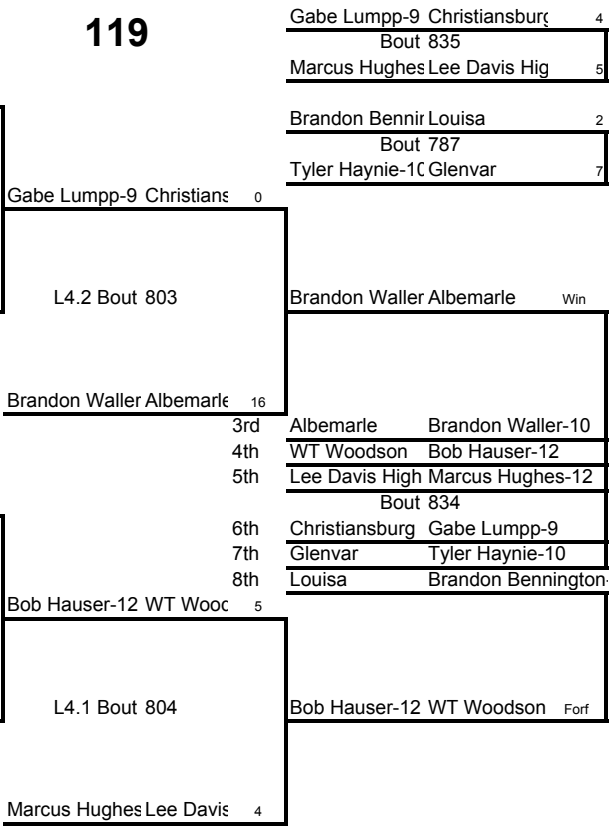 119
Gabe Lumpp-9 Christiansburg 4
Bout 835
Marcus Hughes Lee Davis Hig 5
Brandon Bennin Louisa 2
Bout 787
Tyler Haynie-10 Glenvar 7
Gabe Lumpp-9 Christians 0
L4.2 Bout 803
Brandon Waller Albemarle Win
Brandon Waller Albemarle 16
3rd Albemarle Brandon Waller-10
4th WT Woodson Bob Hauser-12
5th Lee Davis High Marcus Hughes-12
Bout 834
6th Christiansburg Gabe Lumpp-9
7th Glenvar Tyler Haynie-10
8th Louisa Brandon Bennington-
Bob Hauser-12 WT Wood 5
L4.1 Bout 804
Bob Hauser-12 WT Woodson Forf
Marcus Hughes Lee Davis 4